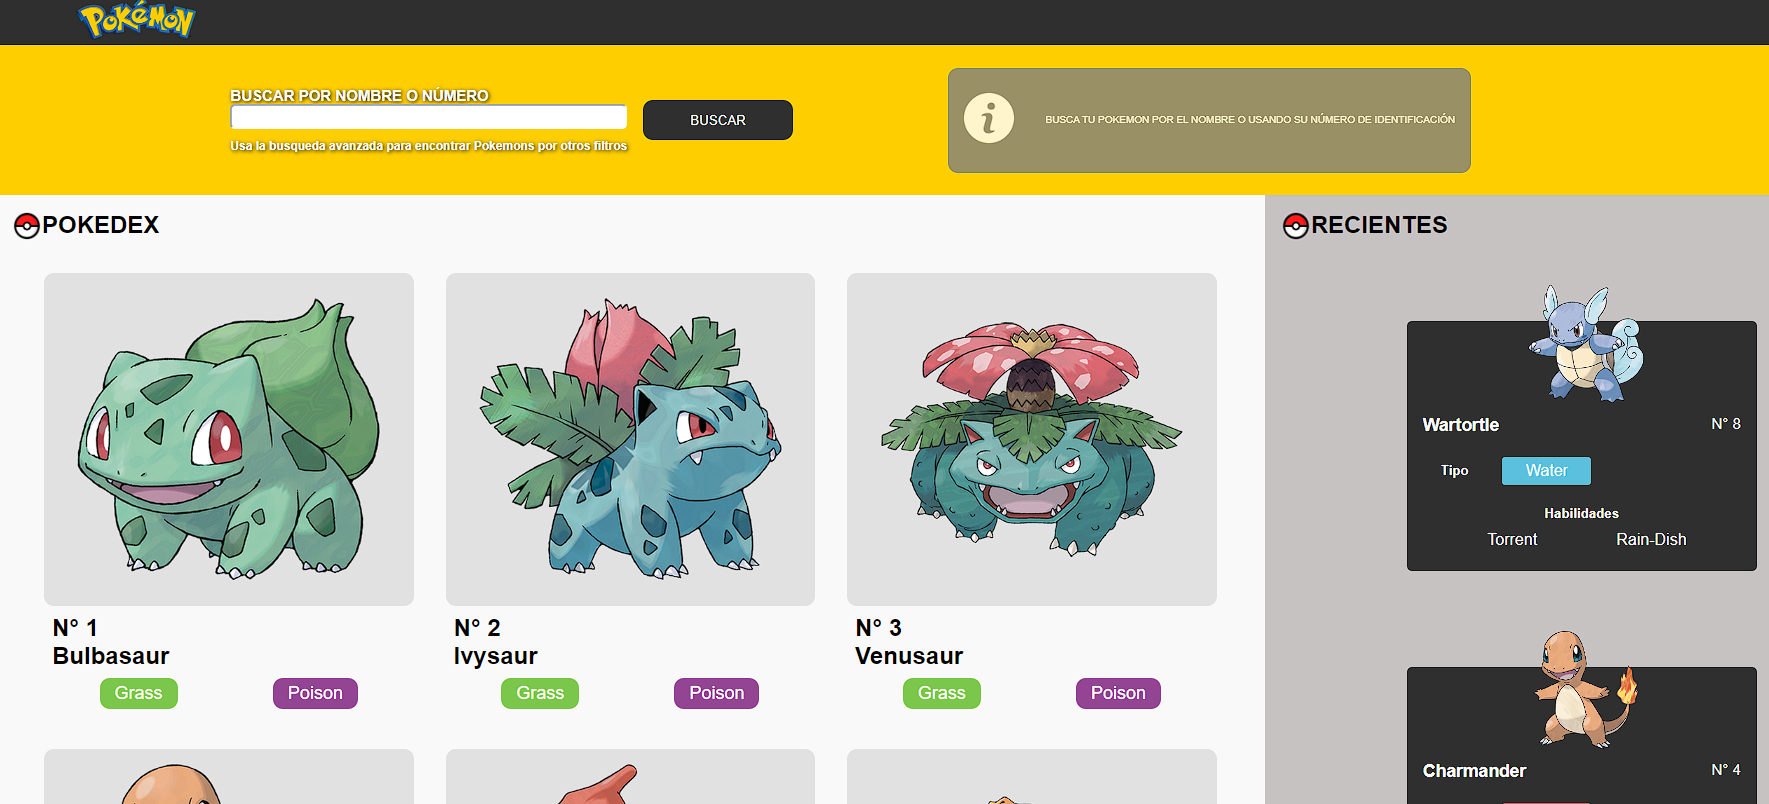 Pokémon
BUSCAR POR NOMBRE O NÚMERO
BUSCAR
Usa la busqueda avanzada para encontrar Pokemons por otros filtros
i
BUSCA TU POKEMON POR EL NOMBRE O USANDO SU NÚMERO DE IDENTIFICACIÓN
POKEDEX
N° 1
Bulbasaur
Grass
Poison
N° 2
Ivysaur
Grass
Poison
N° 3
Venusaur
Grass
Poison
RECIENTES
Wartortle
N° 8
Tipo
Water
Habilidades
Torrent
Rain-Dish
Charmander
N° 4